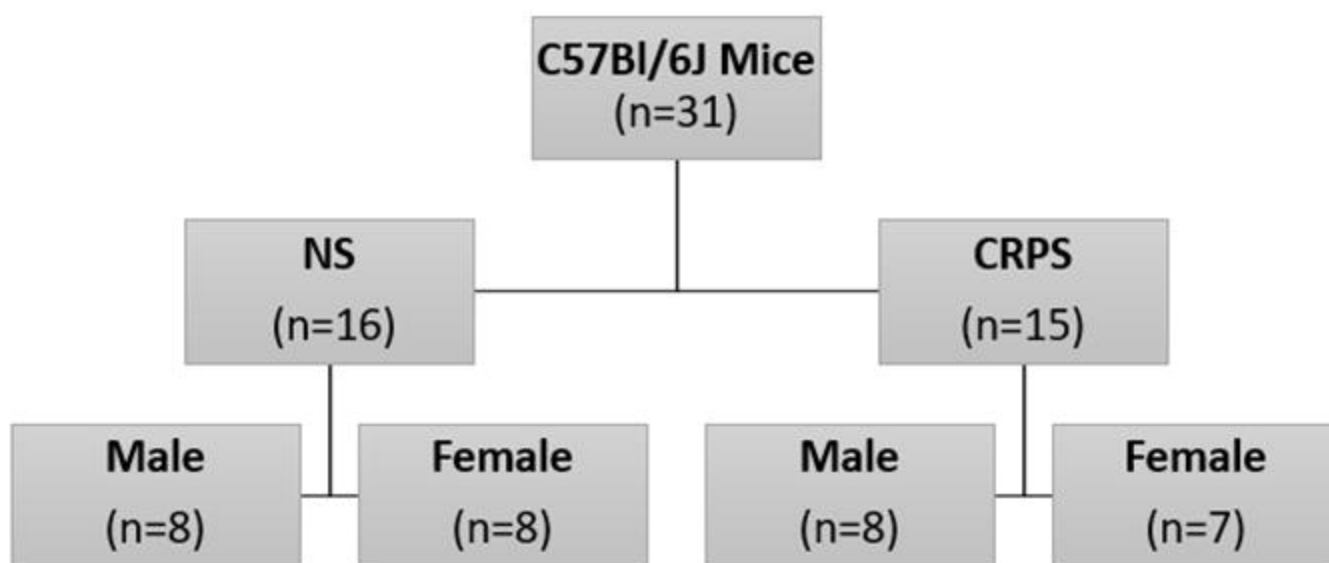 C57Bl/6J Mice
(n=31)
NS
(n=16)
CRPS
(n=15)
Male
(n=8)
Female
(n=8)
Male
(n=8)
Female
(n=7)